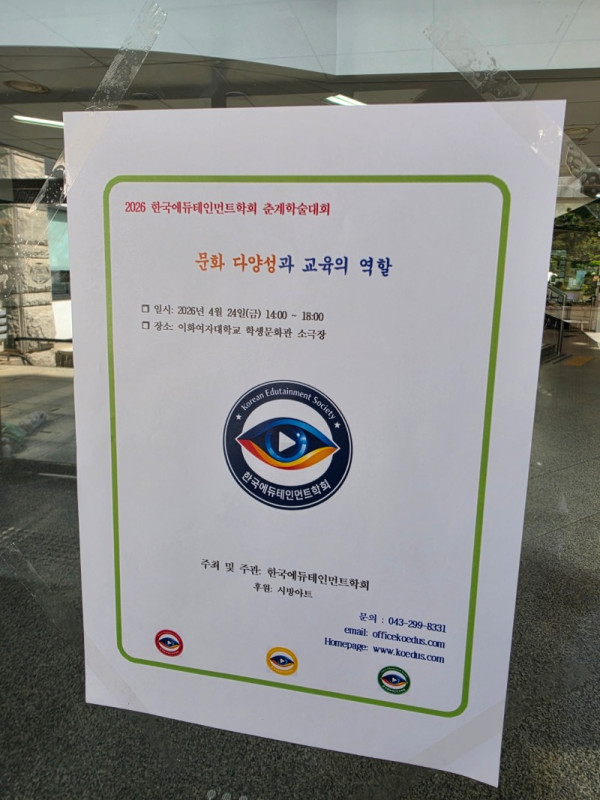 2026 한국에듀테인먼트학회 춘계학술대회
문화 다양성과 교육의 역할
❒ 일시: 2026년 4월 24일(금) 14:00 ~ 18:00
❒ 장소: 이화여자대학교 학생문화관 소극장
★ Korean Edutainment Society ★
한국에듀테인먼트학회
주최 및 주관: 한국에듀테인먼트학회
후원: 시방아트
문의 : 043-299-8331
email: officekoedus.com
Homepage: www.koedus.com